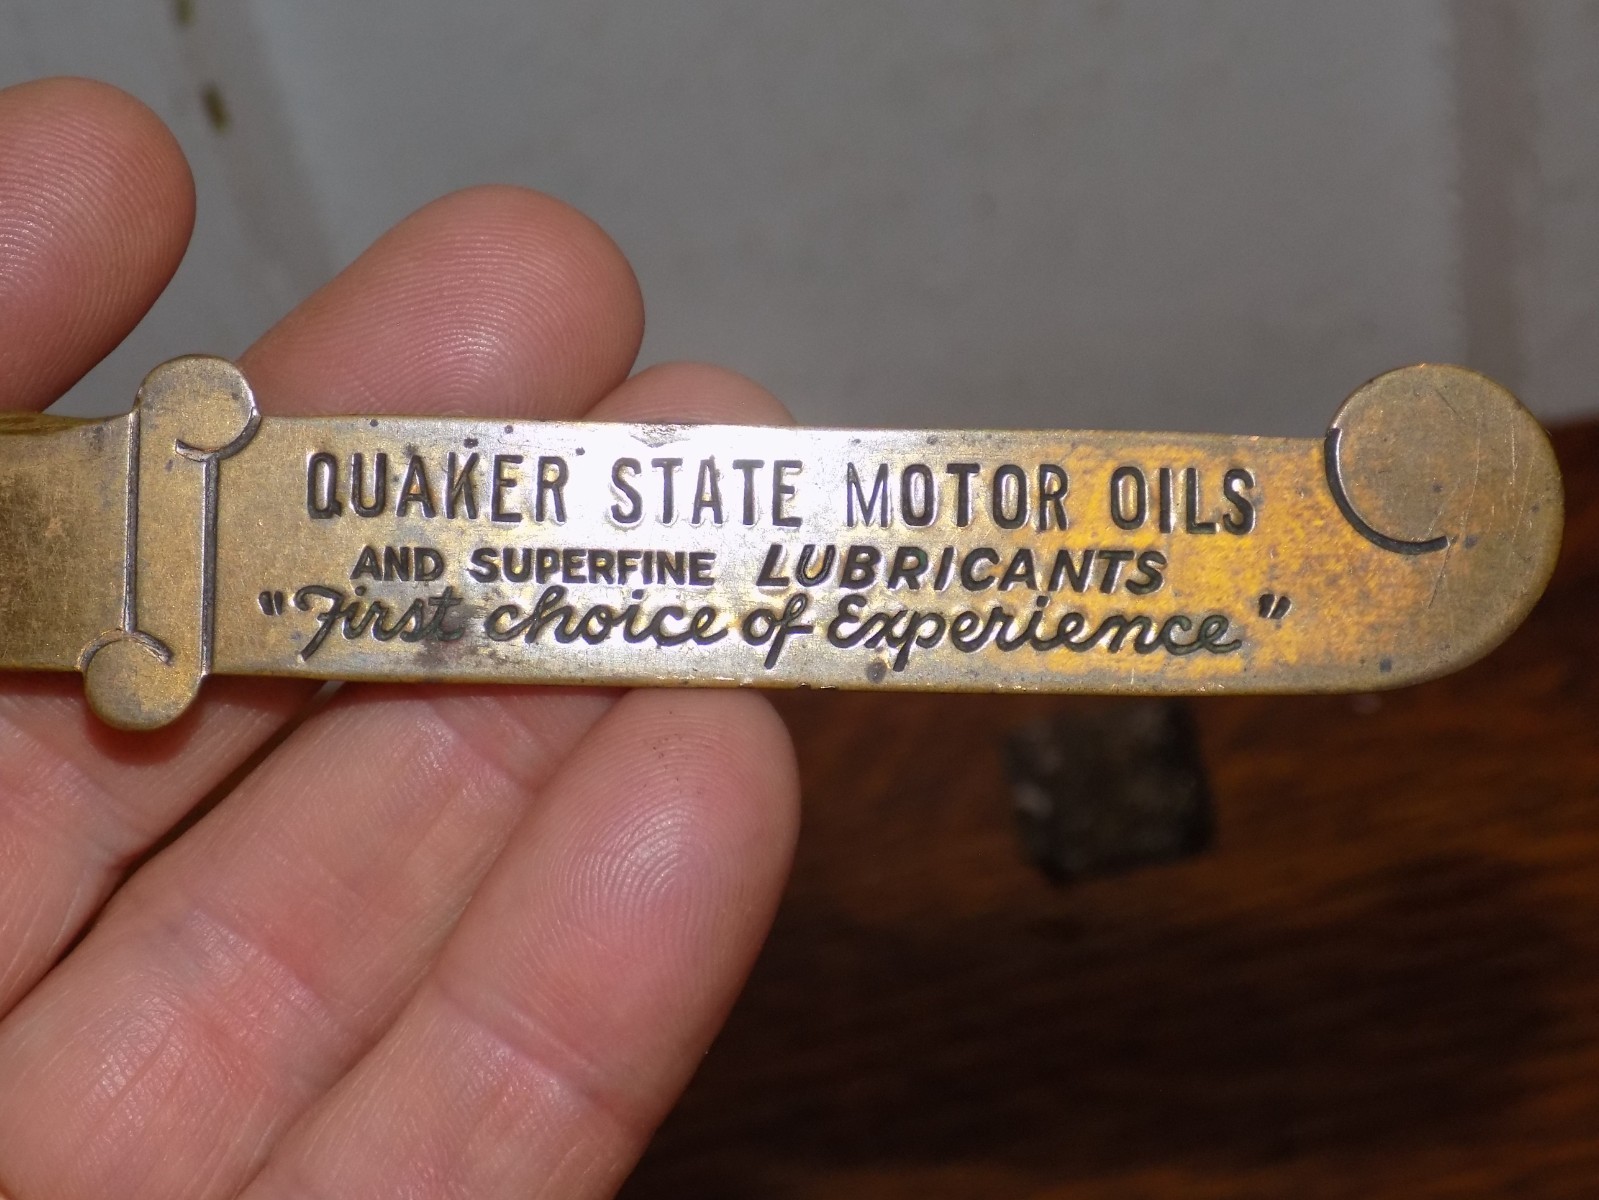 QUAKER STATE MOTOR OILS
AND SUPERFINE LUBRICANTS
"First choice of Experience"